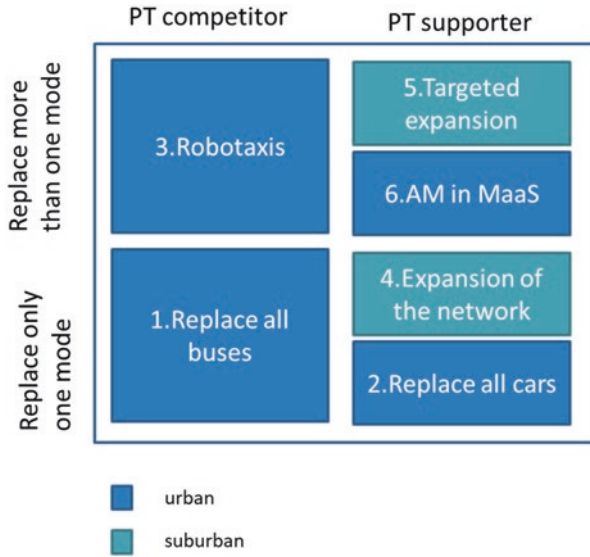 PT competitor
PT supporter
Replace more
than one mode
3.Robotaxis
5.Targeted
expansion
6.AM in MaaS
Replace only
one mode
1.Replace all
buses
4.Expansion of
the network
2.Replace all cars
urban
suburban